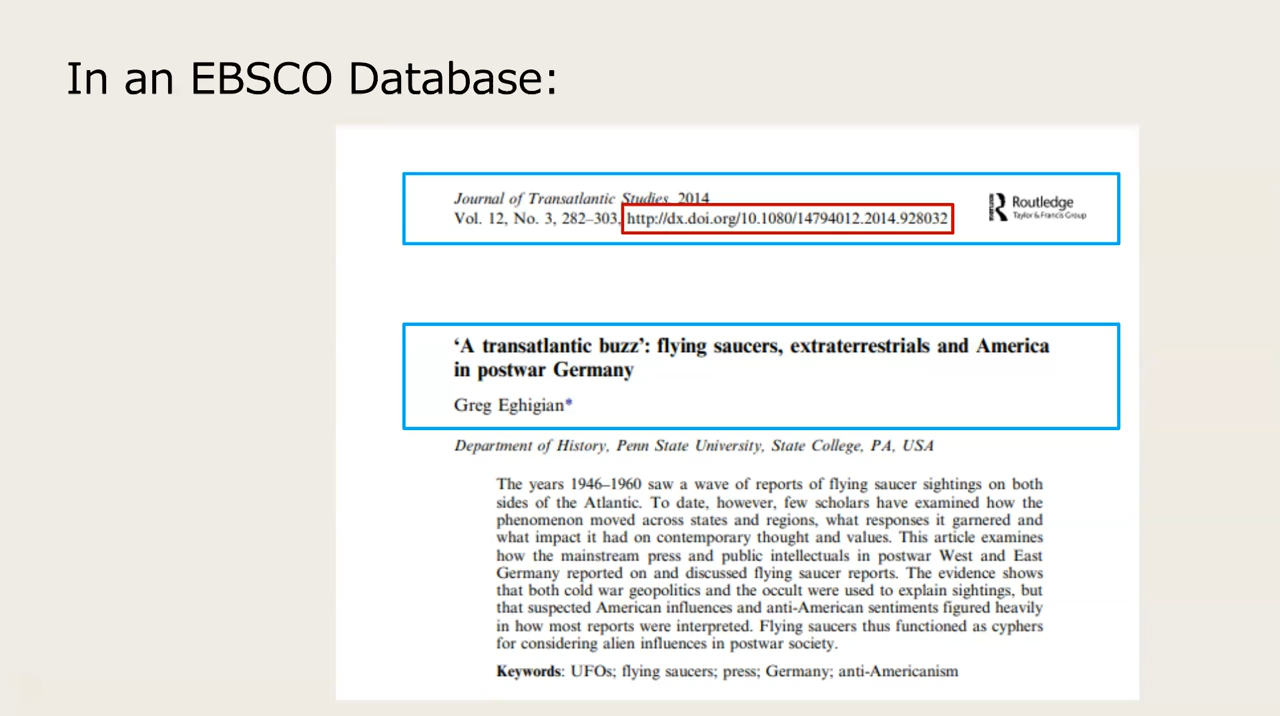 In an EBSCO Database:
Journal of Transatlantic Studies, 2014
Vol. 12, No. 3, 282–303, http://dx.doi.org/10.1080/14794012.2014.928032
Routledge
Taylor & Francis Group
‘A transatlantic buzz’: flying saucers, extraterrestrials and America
in postwar Germany
Greg Eghigian*
Department of History, Penn State University, State College, PA, USA
The years 1946–1960 saw a wave of reports of flying saucer sightings on both
sides of the Atlantic. To date, however, few scholars have examined how the
phenomenon moved across states and regions, what responses it garnered and
what impact it had on contemporary thought and values. This article examines
how the mainstream press and public intellectuals in postwar West and East
Germany reported on and discussed flying saucer reports. The evidence shows
that both cold war geopolitics and the occult were used to explain sightings, but
that suspected American influences and anti-American sentiments figured heavily
in how most reports were interpreted. Flying saucers thus functioned as cyphers
for considering alien influences in postwar society.
Keywords: UFOs; flying saucers; press; Germany; anti-Americanism